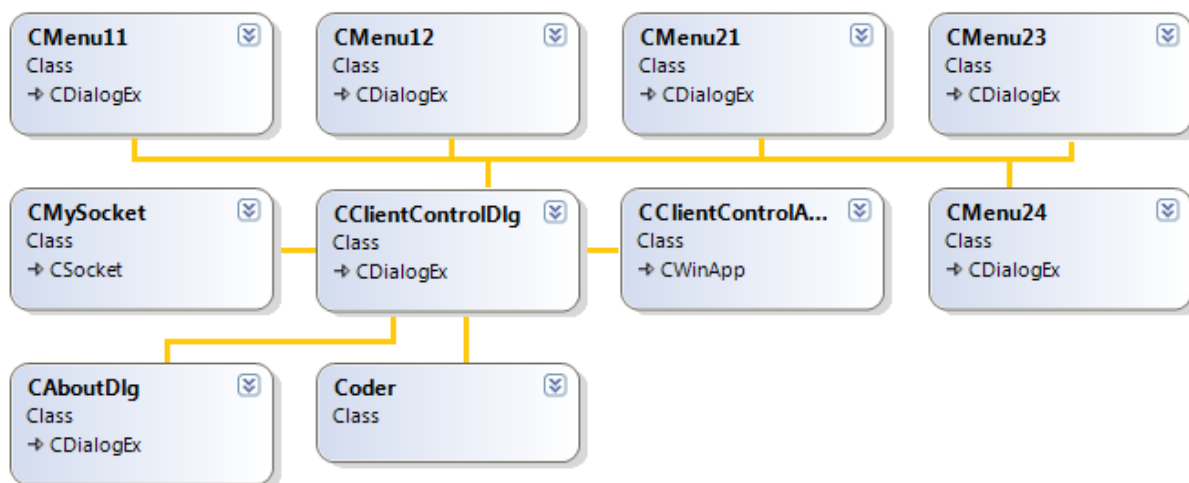 CMenu11
Class
CDialogEx
CMenu12
Class
CDialogEx
CMenu21
Class
CDialogEx
CMenu23
Class
CDialogEx
CMySocket
Class
CSocket
CClientControlDlg
Class
CDialogEx
CClientControlA...
Class
CWinApp
CMenu24
Class
CDialogEx
CAboutDlg
Class
CDialogEx
Coder
Class